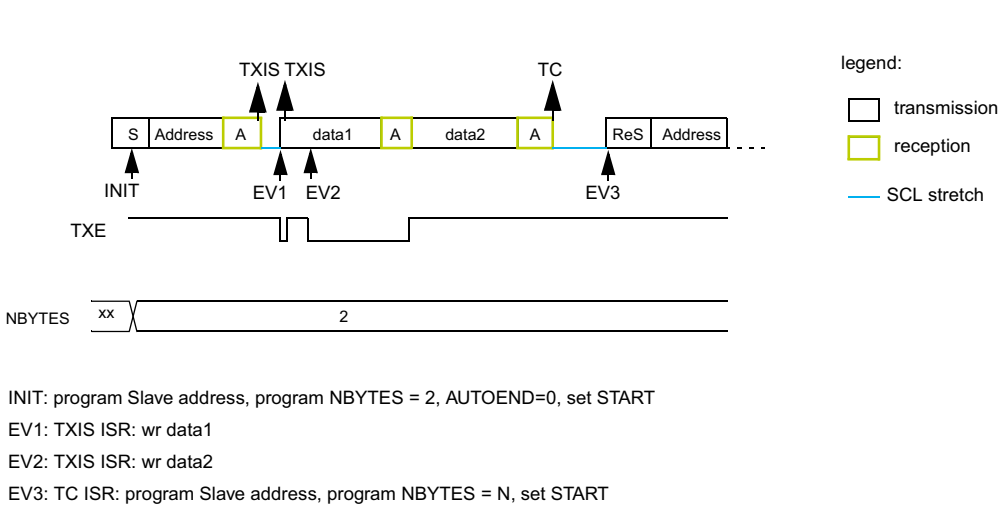 legend:
TXIS TXIS
TC
transmission
reception
SCL stretch
S Address A data1 A data2 A ReS Address
INIT
EV1 EV2
EV3
TXE
NBYTES xx 2
INIT: program Slave address, program NBYTES = 2, AUTOEND=0, set START
EV1: TXIS ISR: wr data1
EV2: TXIS ISR: wr data2
EV3: TC ISR: program Slave address, program NBYTES = N, set START